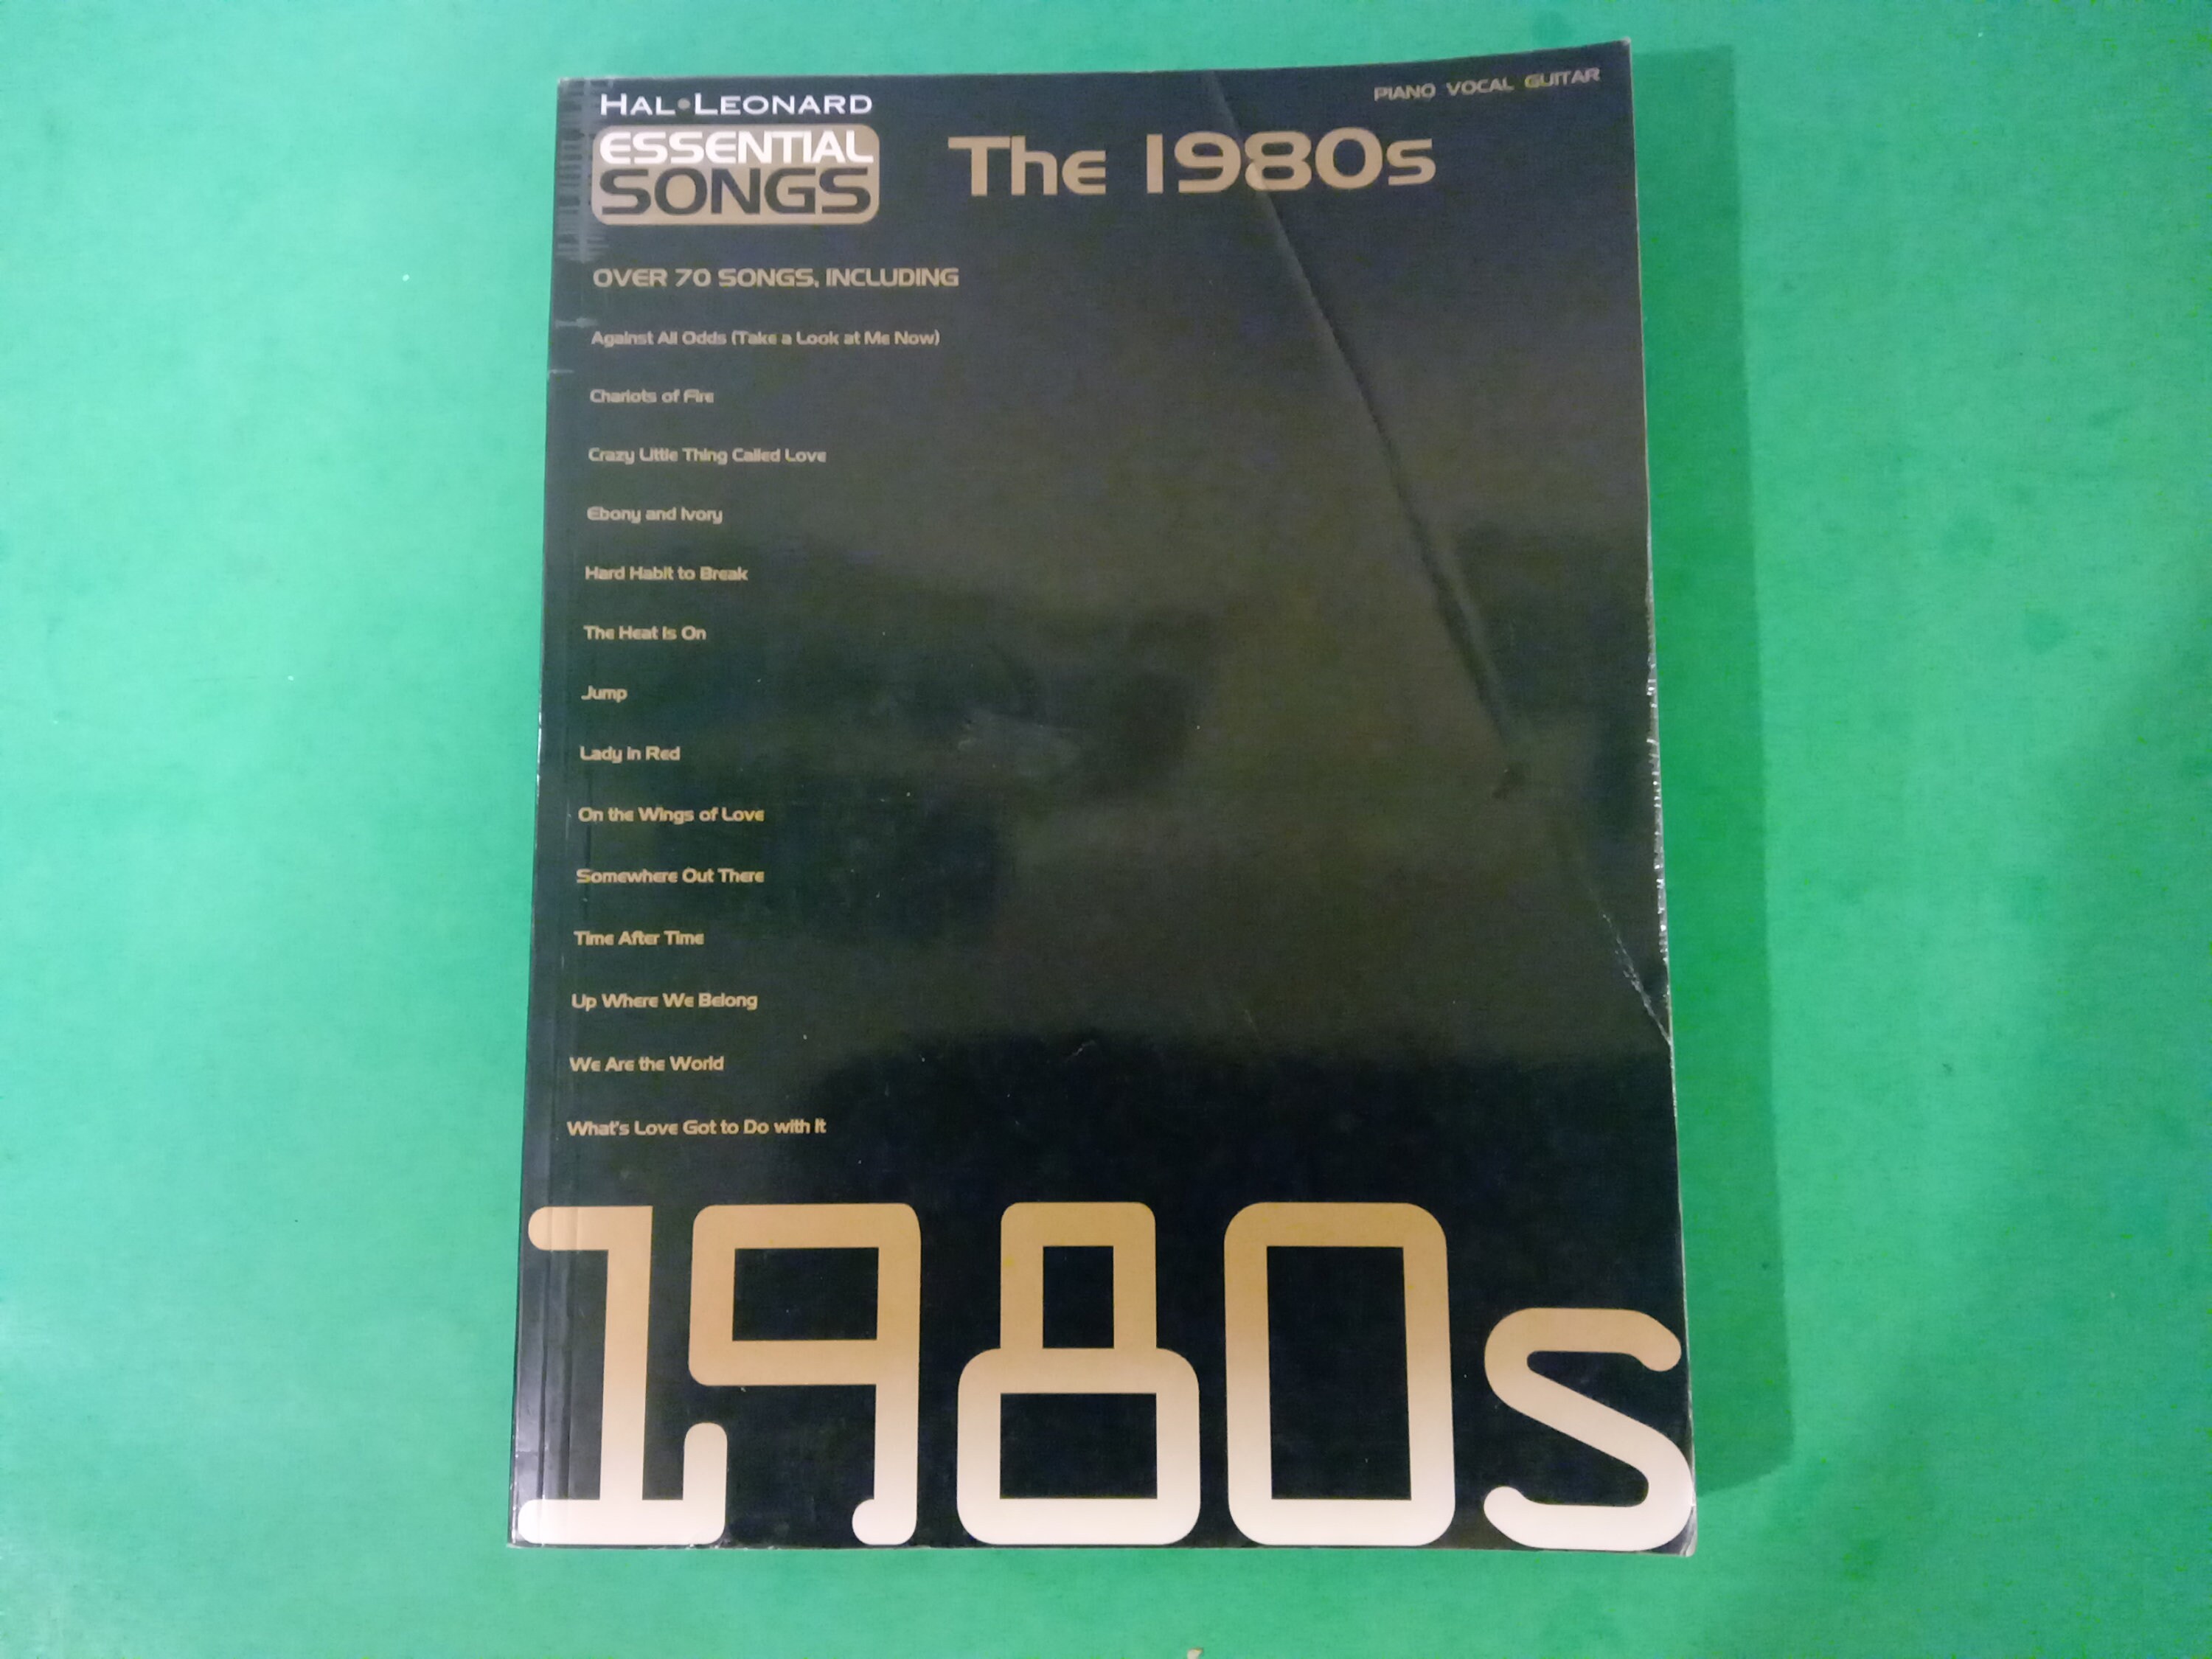 HAL•LEONARD
PIANO VOCAL GUITAR
ESSENTIAL
SONGS
The 1980s
OVER 70 SONGS, INCLUDING
Against All Odds (Take a Look at Me Now)
Chariots of Fire
Crazy Little Thing Called Love
Ebony and Ivory
Hard Habit to Break
The Heat Is On
Jump
Lady in Red
On the Wings of Love
Somewhere Out There
Time After Time
Up Where We Belong
We Are the World
What's Love Got to Do with It
1980s